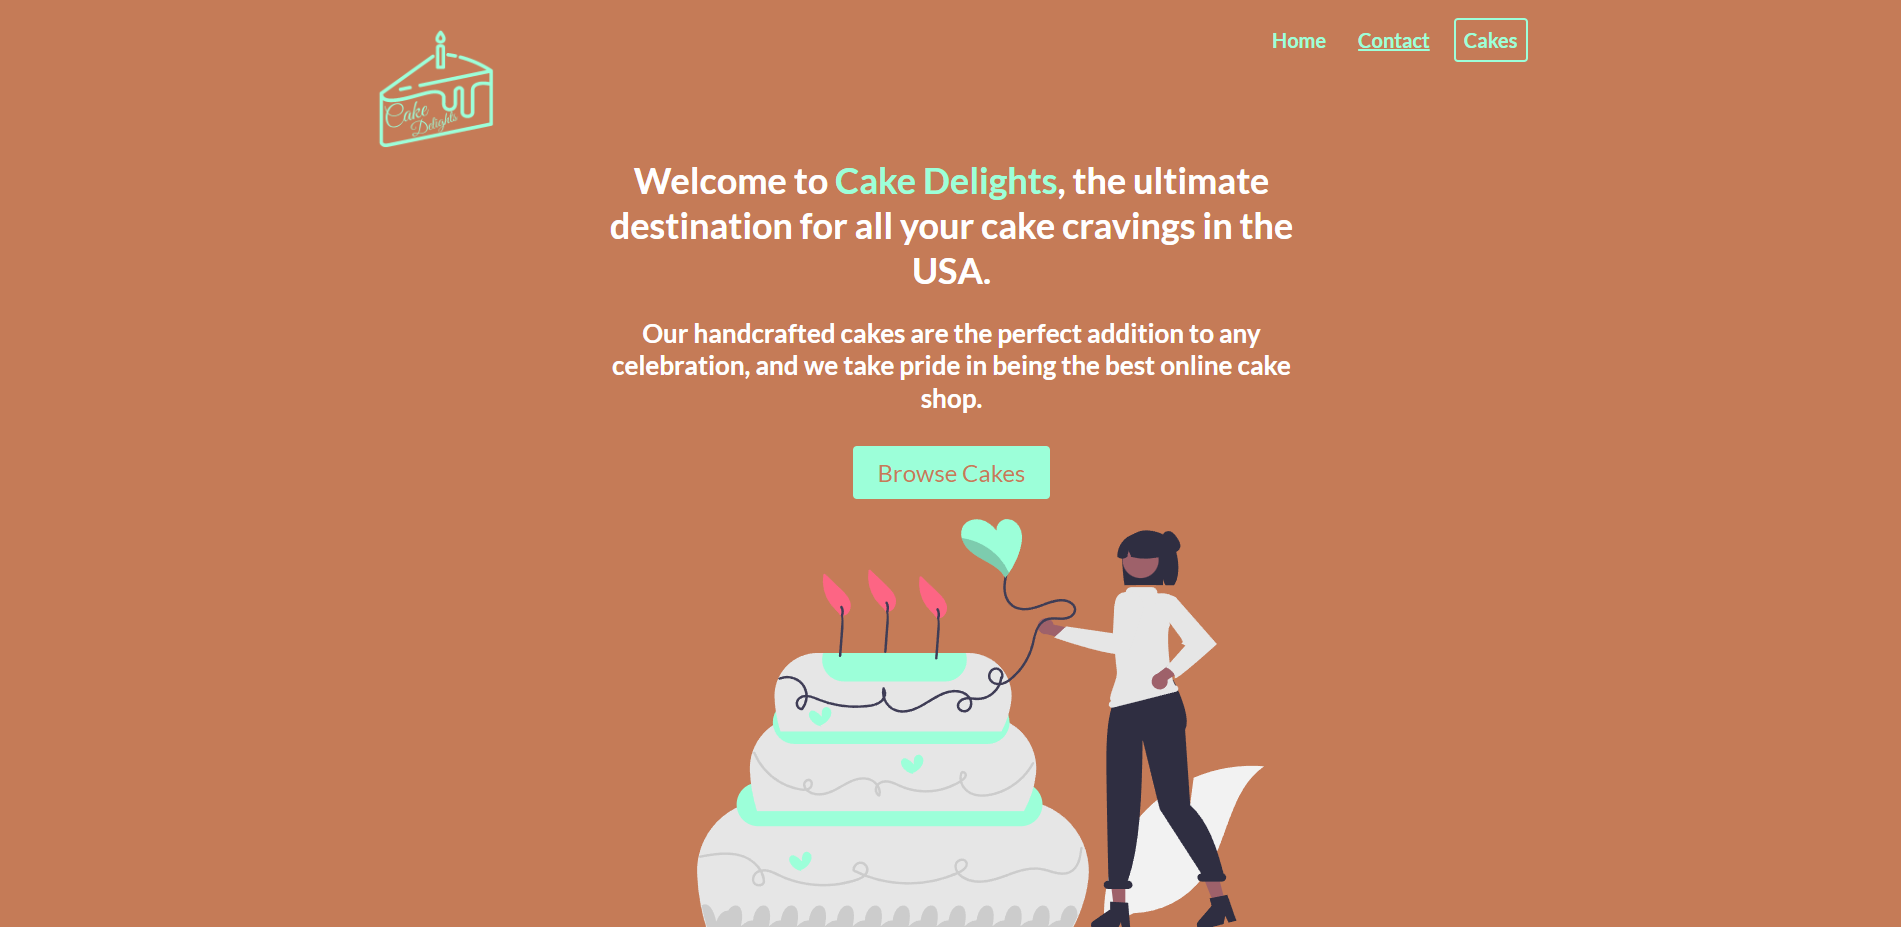 Cake
Delights
Home Contact Cakes
Welcome to Cake Delights, the ultimate
destination for all your cake cravings in the
USA.
Our handcrafted cakes are the perfect addition to any
celebration, and we take pride in being the best online cake
shop.
Browse Cakes